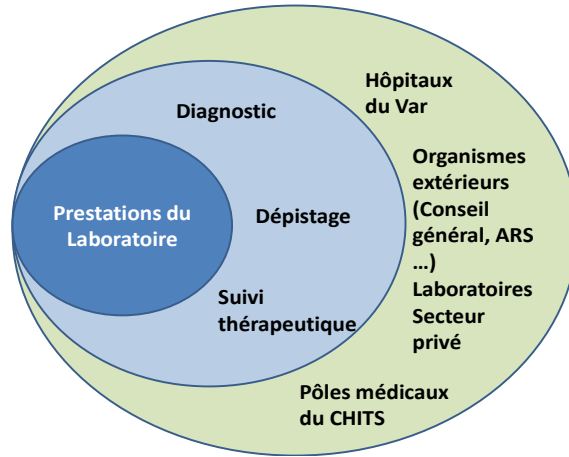 Hôpitaux
du Var
Diagnostic
Organismes
extérieurs
(Conseil
général, ARS
…)
Laboratoires
Secteur
privé
Prestations du
Laboratoire
Dépistage
Suivi
thérapeutique
Pôles médicaux
du CHITS